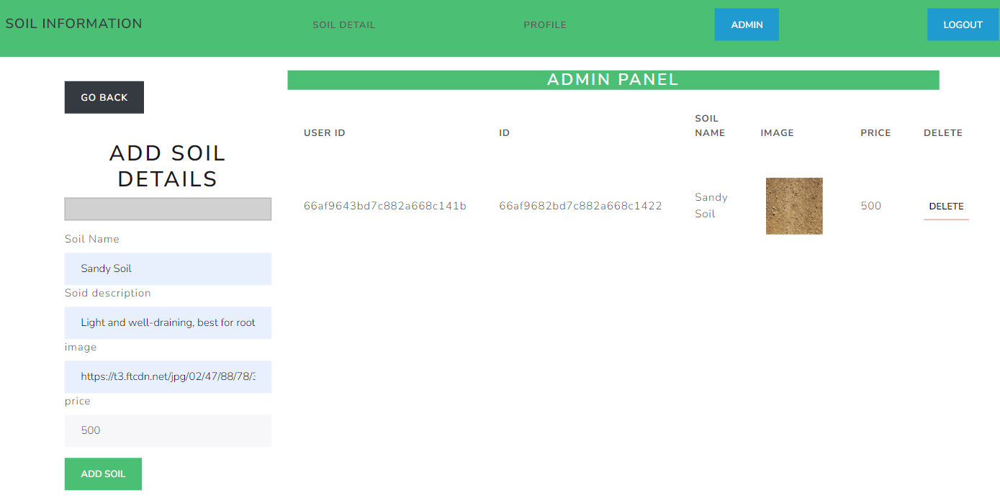 SOIL INFORMATION
SOIL DETAIL
PROFILE
ADMIN
LOGOUT
GO BACK
ADD SOIL
DETAILS
Soil Name
Sandy Soil
Soid description
Light and well-draining, best for root
image
https://t3.ftcdn.net/jpg/02/47/88/78/
price
500
ADD SOIL
ADMIN PANEL
USER ID
ID
SOIL
NAME
IMAGE
PRICE
DELETE
66af9643bd7c882a668c141b
66af9682bd7c882a668c1422
Sandy
Soil
500
DELETE